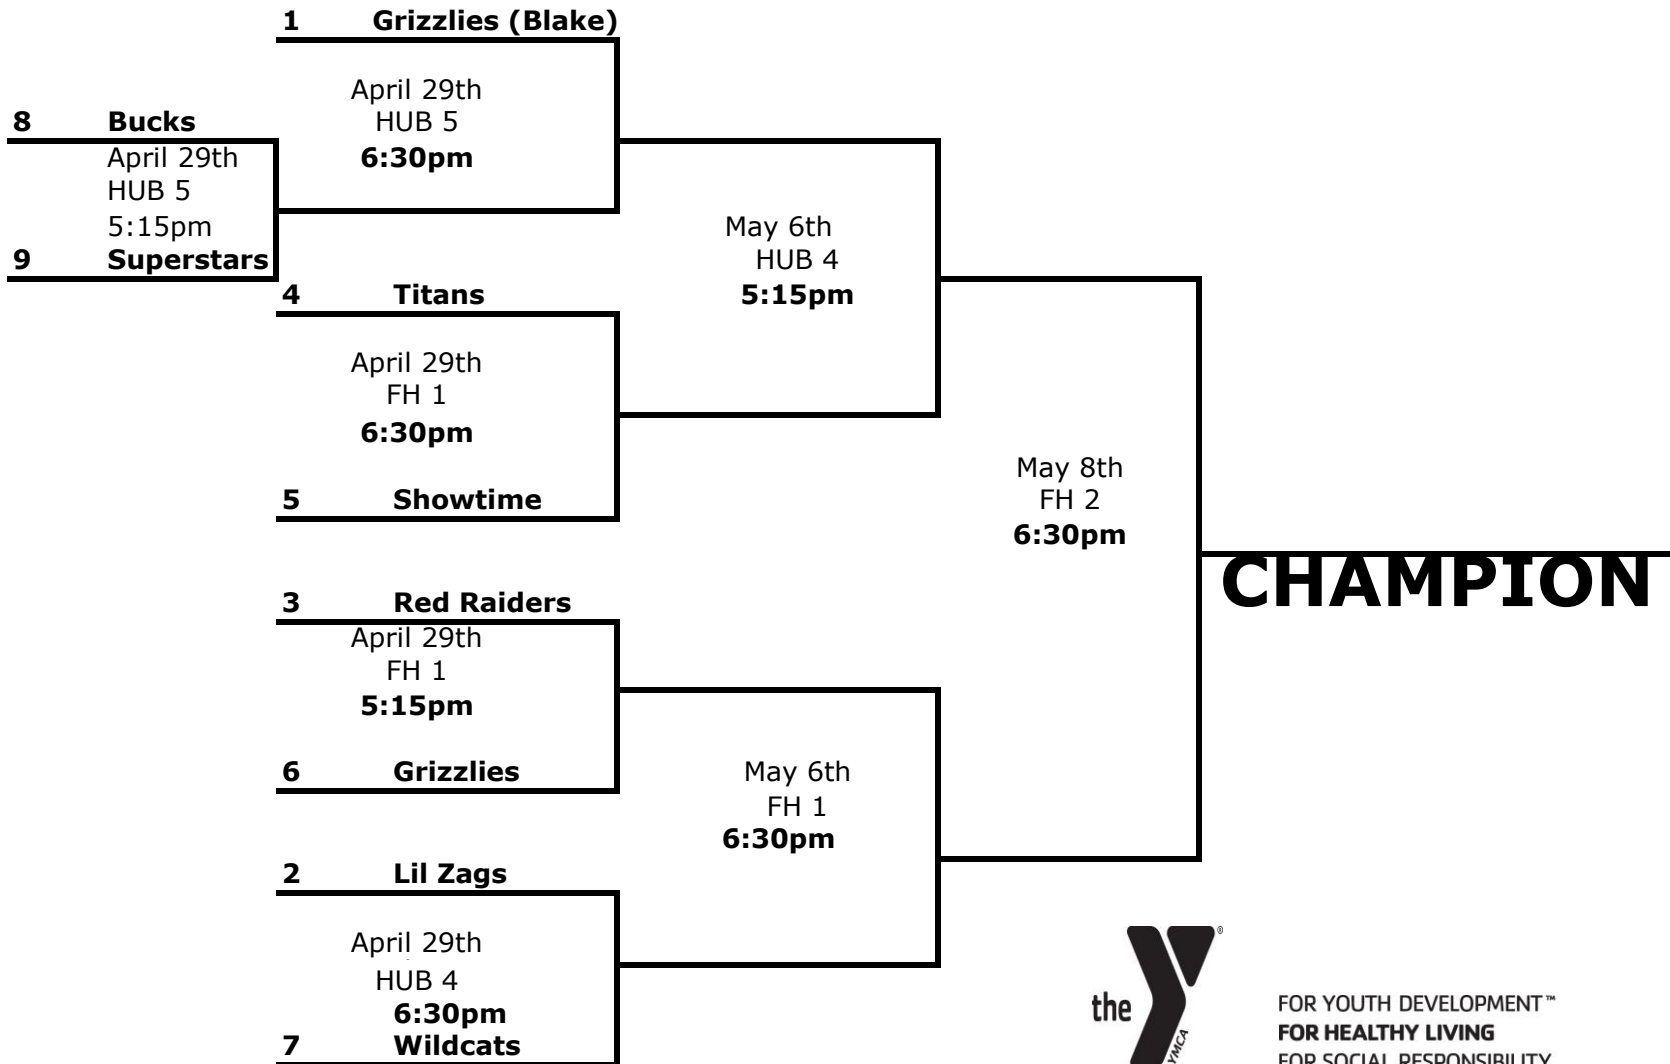 1 Grizzlies (Blake)
April 29th
HUB 5
6:30pm
8 Bucks
April 29th
HUB 5
5:15pm
9 Superstars
4 Titans
April 29th
FH 1
6:30pm
5 Showtime
May 6th
HUB 4
5:15pm
3 Red Raiders
April 29th
FH 1
5:15pm
6 Grizzlies
2 Lil Zags
April 29th
HUB 4
6:30pm
7 Wildcats
May 6th
FH 1
6:30pm
May 8th
FH 2
6:30pm
CHAMPION
the Y ®
YMCA
FOR YOUTH DEVELOPMENT™
FOR HEALTHY LIVING
FOR SOCIAL RESPONSIBILITY